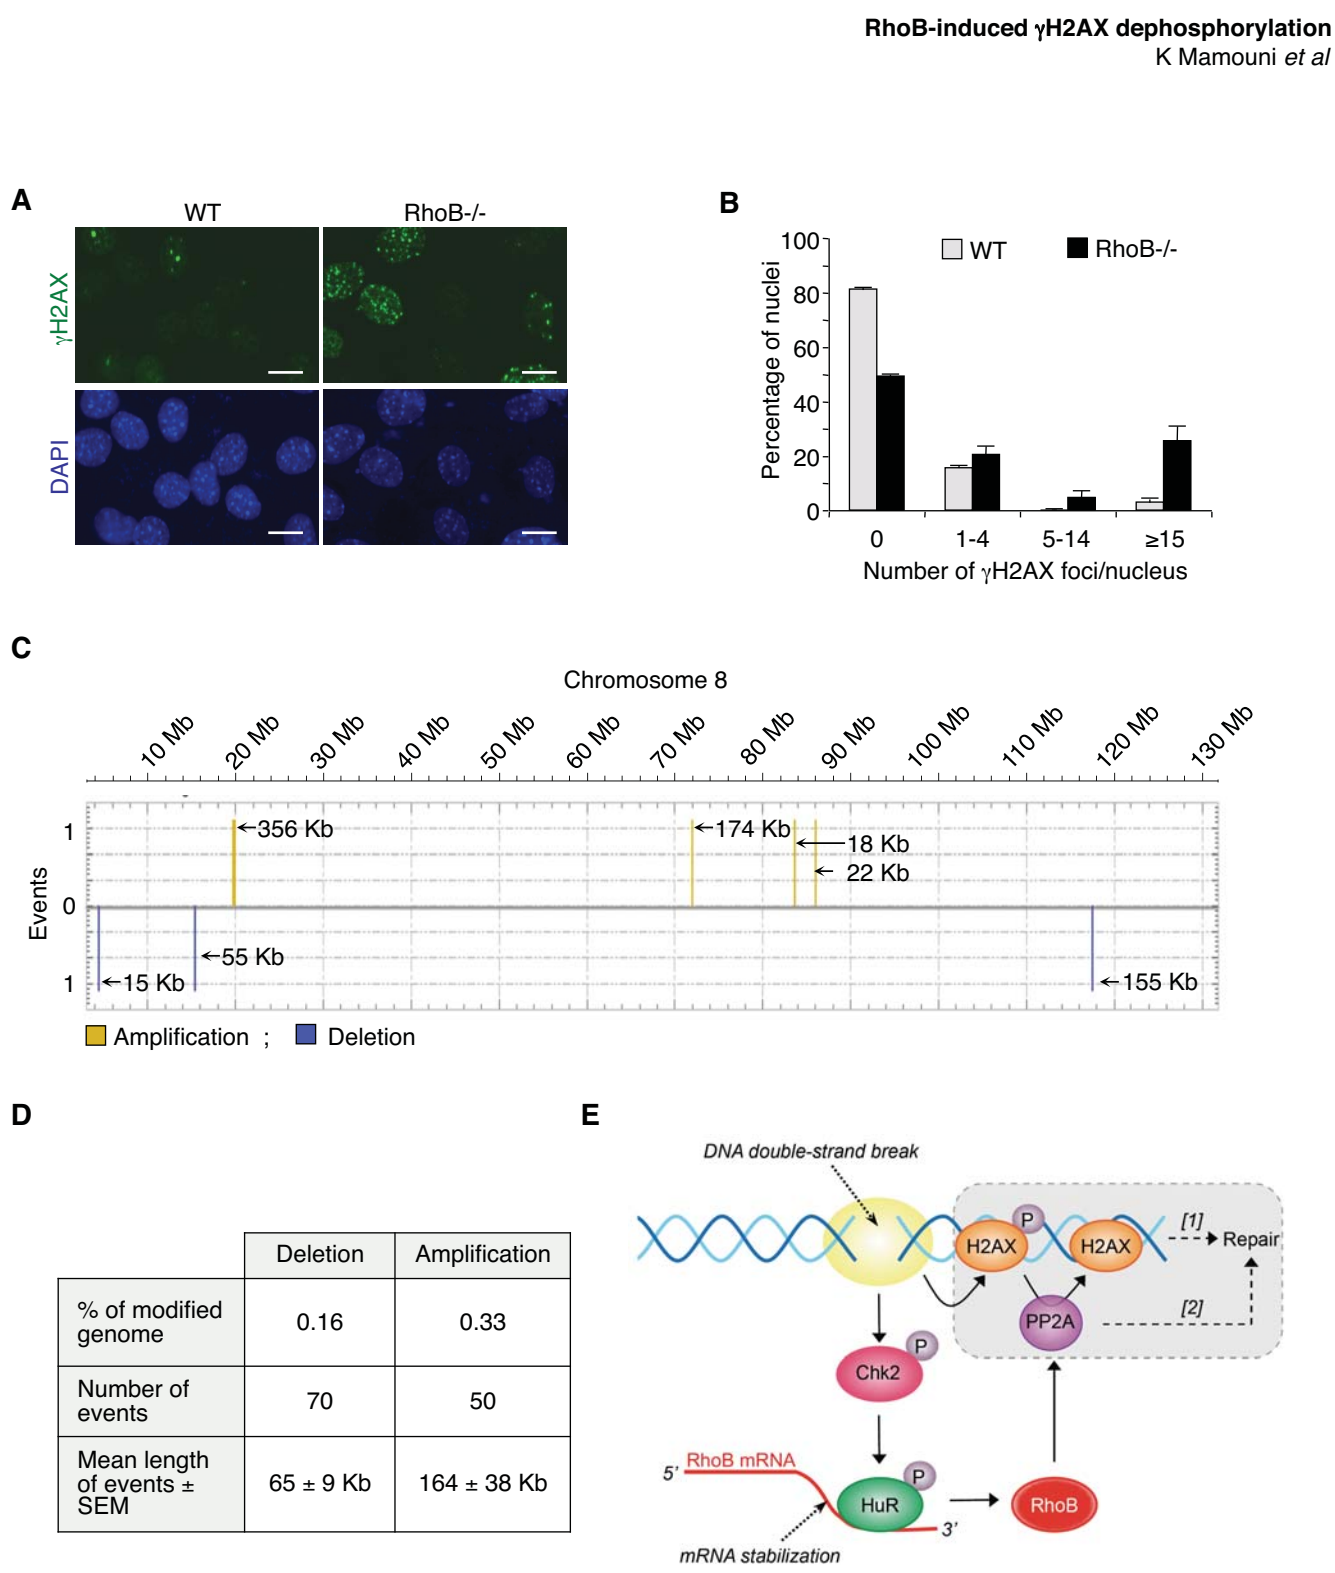 RhoB-induced γH2AX dephosphorylation
K Mamouni et al
A
WT
RhoB-/-
γH2AX
DAPI
B
WT
RhoB-/-
Percentage of nuclei
100
80
60
40
20
0
0
1-4
5-14
≥15
Number of γH2AX foci/nucleus
C
Chromosome 8
10 Mb
20 Mb
30 Mb
40 Mb
50 Mb
60 Mb
70 Mb
80 Mb
90 Mb
100 Mb
110 Mb
120 Mb
130 Mb
Events
1
0
1
356 Kb
174 Kb
18 Kb
22 Kb
55 Kb
15 Kb
155 Kb
Amplification ; Deletion
D
Deletion Amplification
% of modified
genome
0.16 0.33
Number of
events
70 50
Mean length
of events ±
SEM
65 ± 9 Kb 164 ± 38 Kb
E
DNA double-strand break
H2AX
P
H2AX
[1]
Repair
PP2A
[2]
Chk2
P
5' RhoB mRNA
HuR
P
3'
RhoB
mRNA stabilization